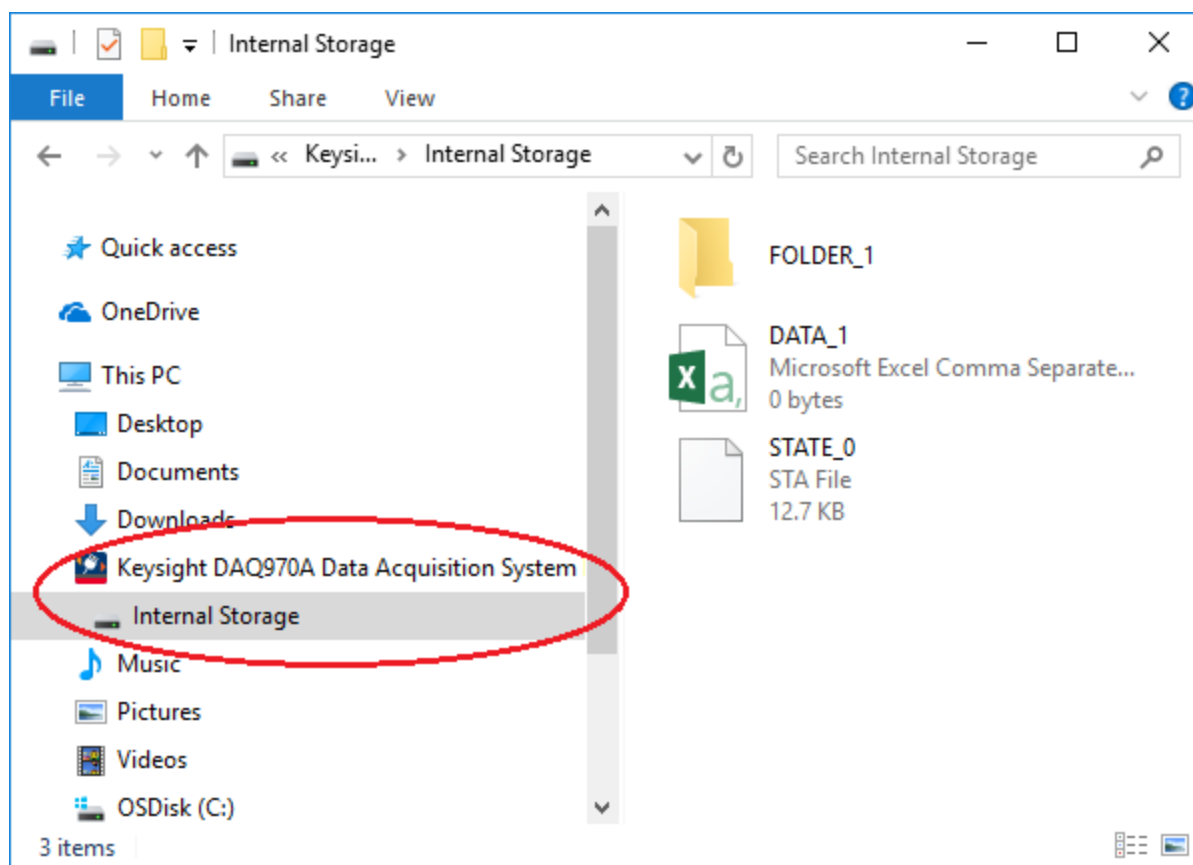 Internal Storage
File Home Share View
« Keysi... > Internal Storage
Search Internal Storage
Quick access
OneDrive
This PC
Desktop
Documents
Downloads
Keysight DAQ970A Data Acquisition System
Internal Storage
Music
Pictures
Videos
OSDisk (C:)
FOLDER_1
DATA_1
Microsoft Excel Comma Separate...
0 bytes
STATE_0
STA File
12.7 KB
3 items